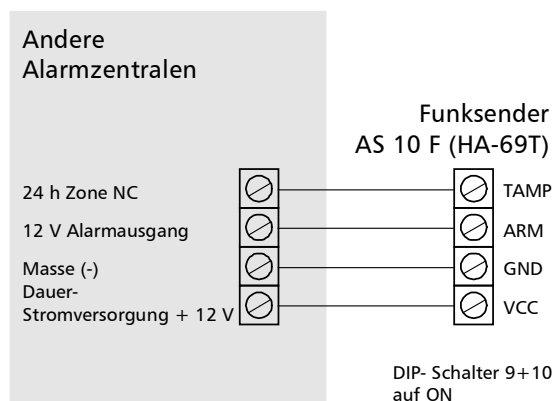 Andere
Alarmzentralen
Funksender
AS 10 F (HA-69T)
24 h Zone NC
TAMP
12 V Alarmausgang
ARM
Masse (-)
GND
Dauer-
Stromversorgung + 12 V
VCC
DIP- Schalter 9+10
auf ON